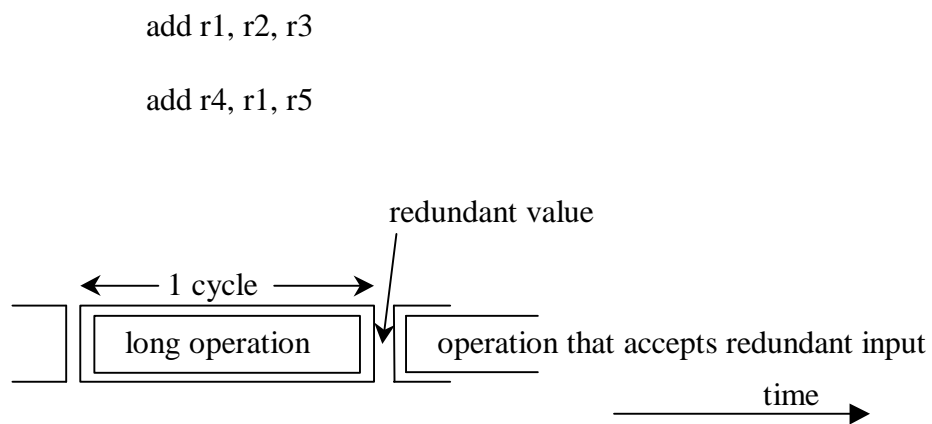 add r1, r2, r3
add r4, r1, r5
redundant value
1 cycle
long operation
operation that accepts redundant input
time